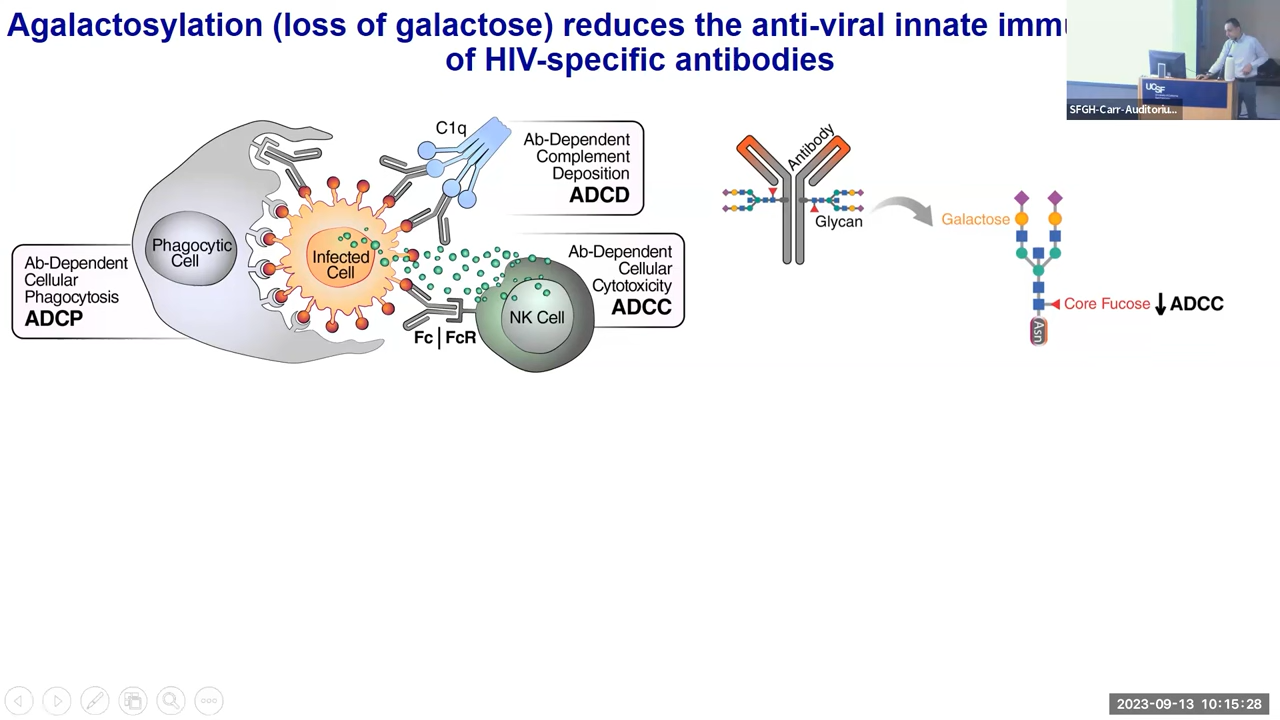 Agalactosylation (loss of galactose) reduces the anti-viral innate
of HIV-specific antibodies
UCSF
SFGH-Carr-Auditoriu...
C1q
Ab-Dependent
Complement
Deposition
ADCD
Phagocytic
Cell
Infected
Cell
Ab-Dependent
Cellular
Phagocytosis
ADCP
Ab-Dependent
Cellular
Cytotoxicity
ADCC
NK Cell
Fc | FcR
Antibody
Glycan
Galactose
Core Fucose ↓ ADCC
Asn
2023-09-13 10:15:28